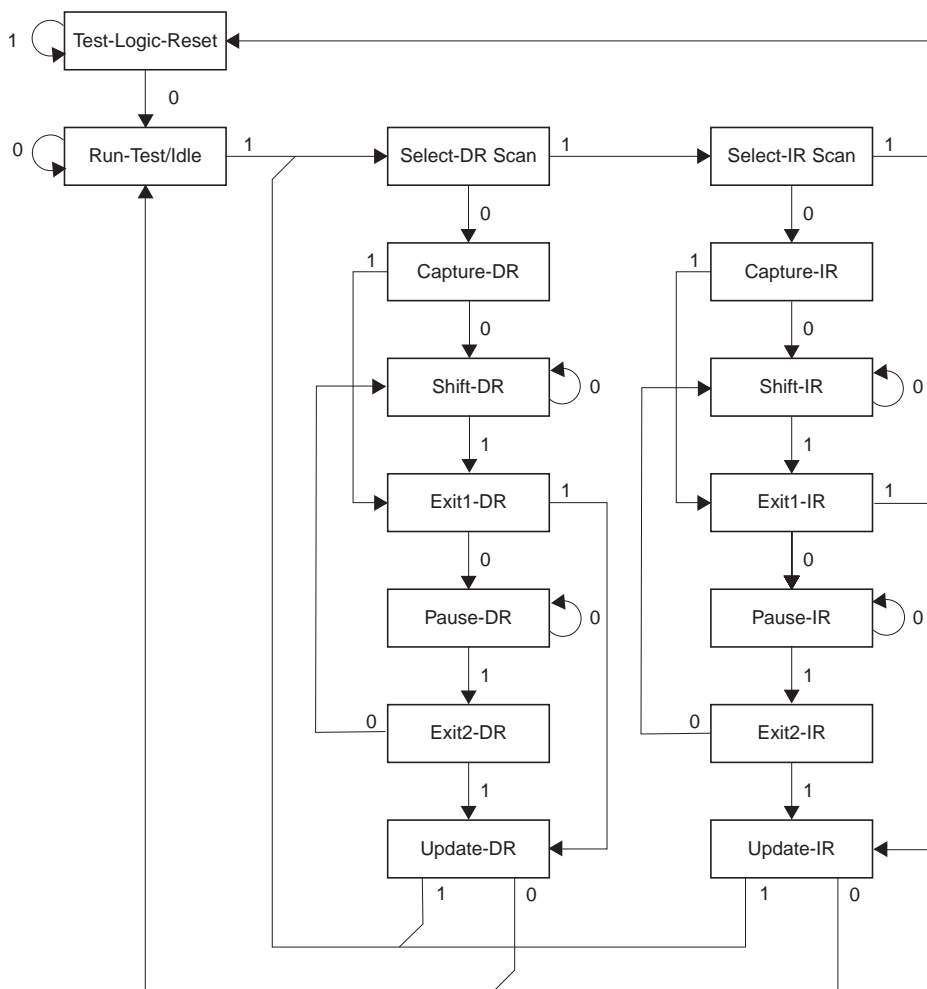 1
Test-Logic-Reset
0
0
Run-Test/Idle
1
Select-DR Scan
1
Select-IR Scan
1
0
0
1
Capture-DR
1
Capture-IR
0
0
Shift-DR
0
Shift-IR
0
1
1
Exit1-DR
1
Exit1-IR
1
0
0
Pause-DR
0
Pause-IR
0
1
1
0
Exit2-DR
0
Exit2-IR
1
1
Update-DR
Update-IR
1
0
1
0